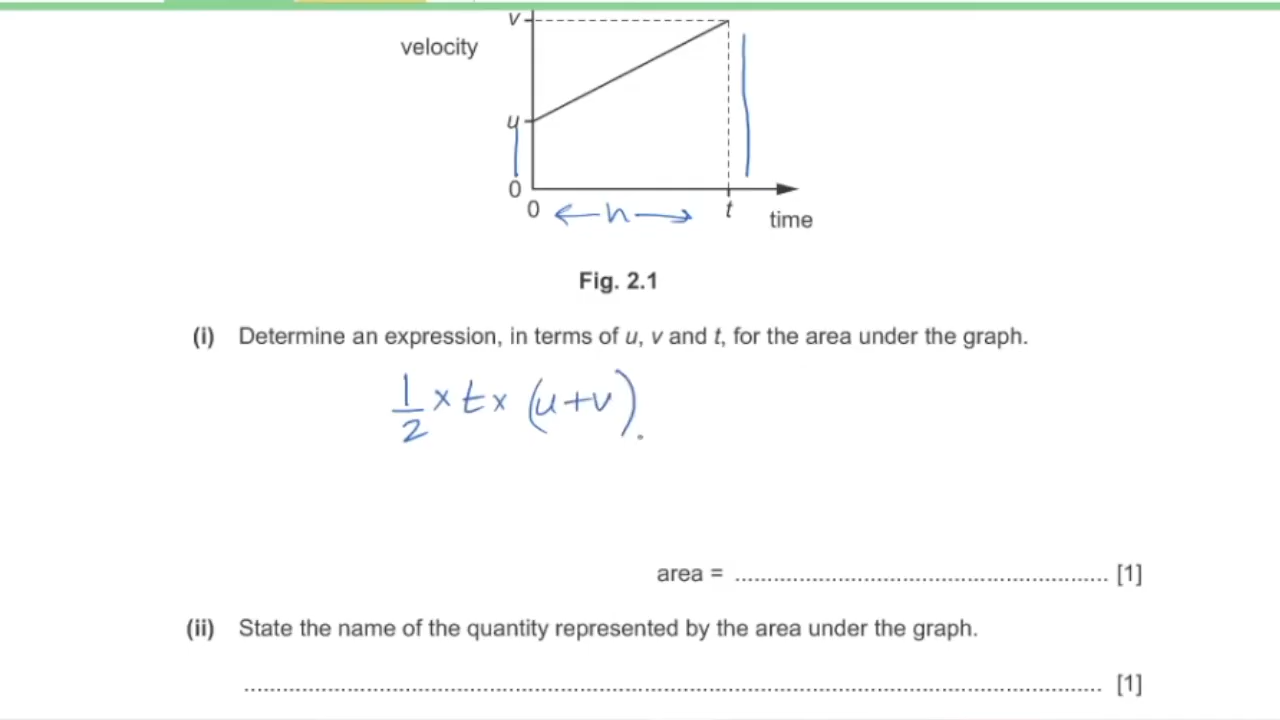 v
velocity
u
0
0 ←h→ t time
Fig. 2.1
(i) Determine an expression, in terms of u, v and t, for the area under the graph.
1/2 × t × (u+v).
area = ........................................................ [1]
(ii) State the name of the quantity represented by the area under the graph.
.................................................................................................................................... [1]